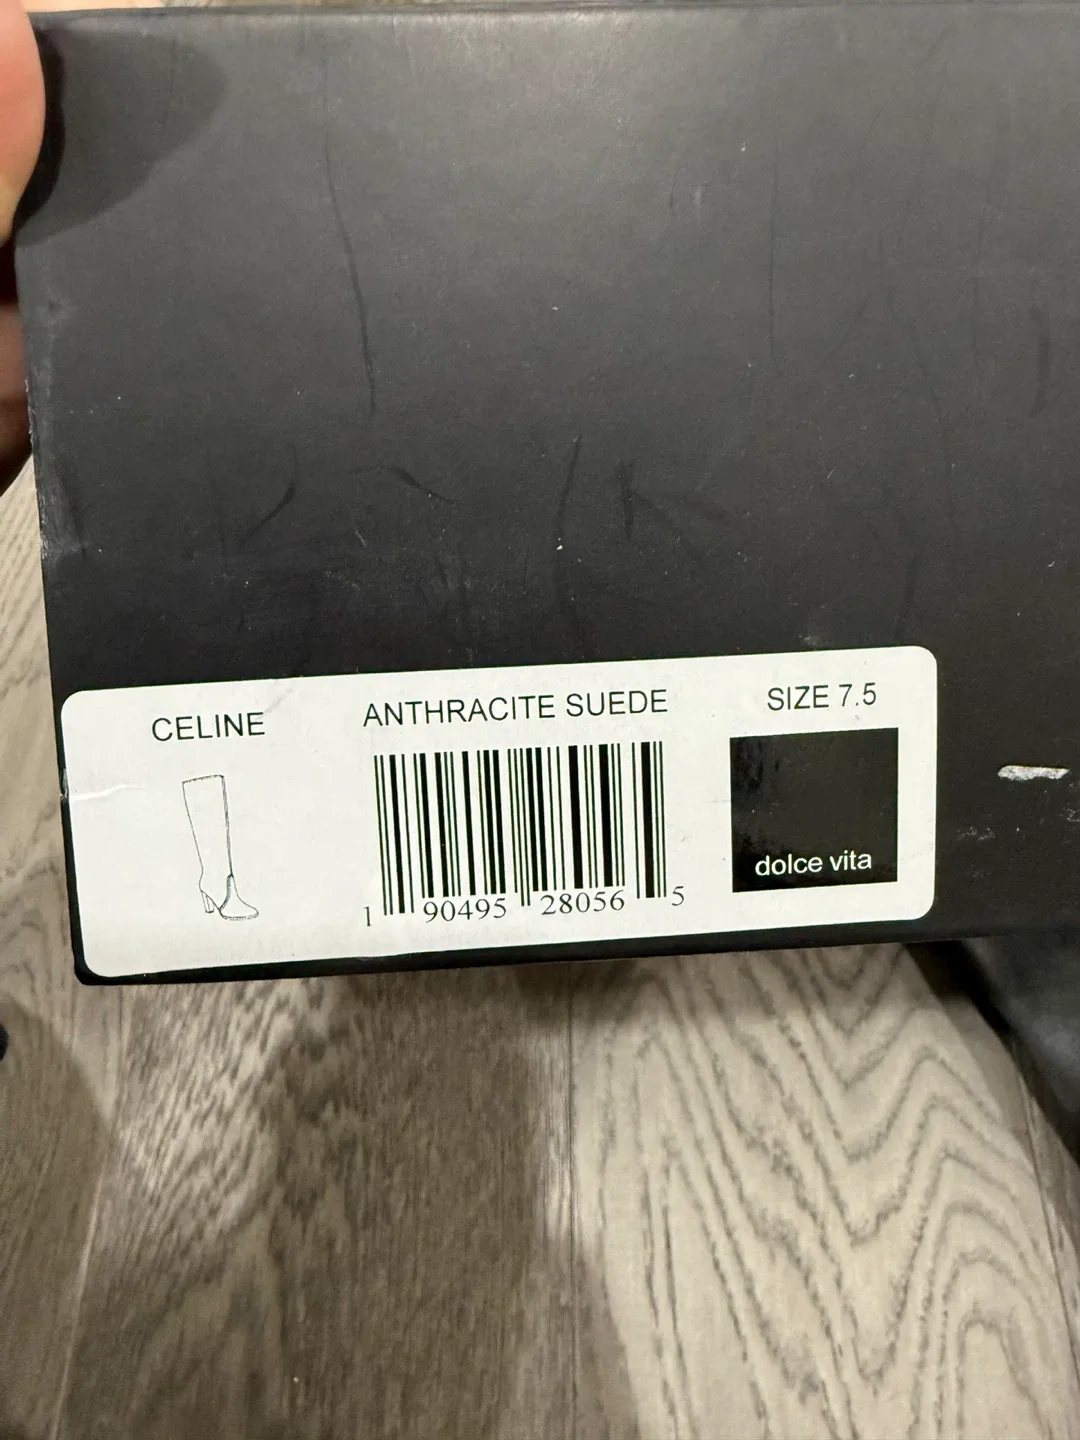 CELINE
ANTHRACITE SUEDE
SIZE 7.5
1 90495 28056 5
dolce vita